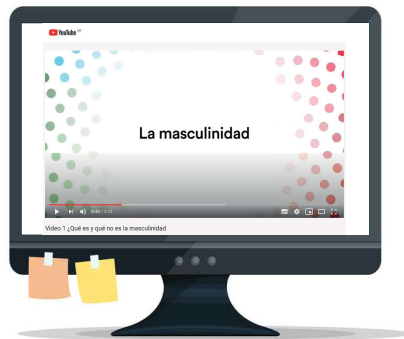 YouTube
La masculinidad
Video 1 ¿Qué es y qué no es la masculinidad